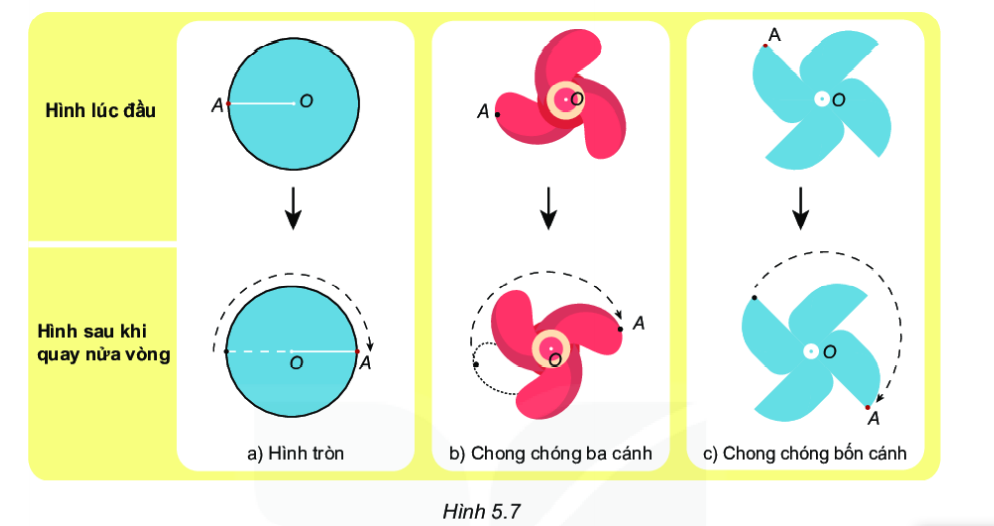 Hình lúc đầu
A
O
A
O
A
O
Hình sau khi
quay nửa vòng
O
A
O
A
O
A
a) Hình tròn
b) Chong chóng ba cánh
c) Chong chóng bốn cánh
Hình 5.7